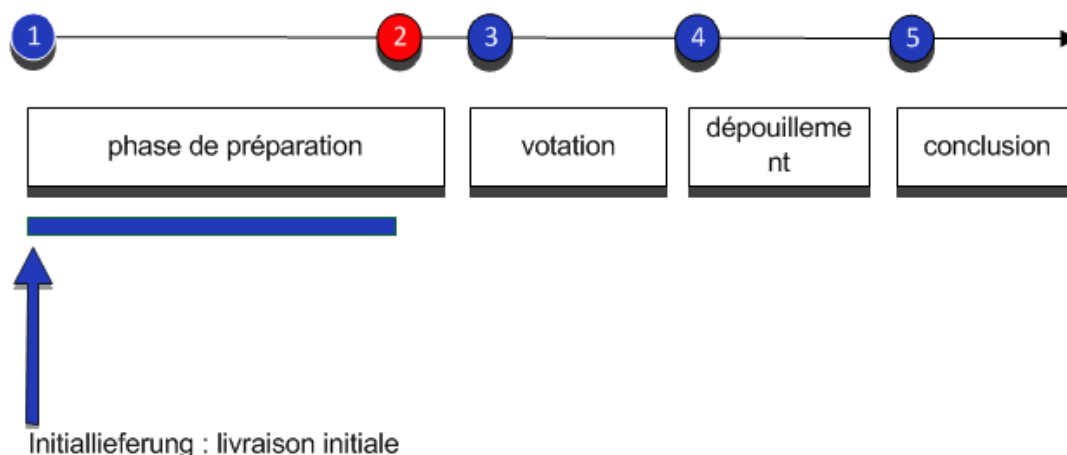 1 2 3 4 5
phase de préparation votation dépouilleme conclusion
nt
Initiallieferung : livraison initiale